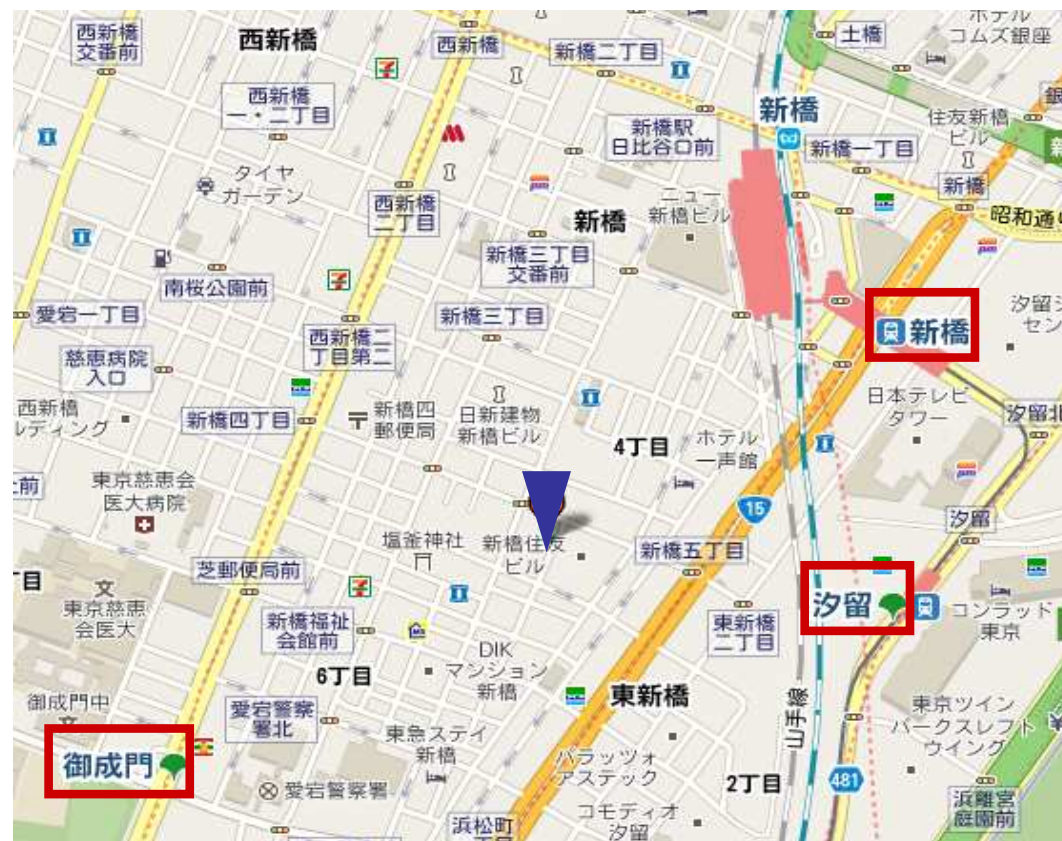 西新橋
交番前
西新橋
西新橋
新橋二丁目
土橋
ホテル
コムズ銀座
西新橋
一・二丁目
新橋
新橋駅
日比谷口前
住友新橋
ビル
新橋一丁目
タイヤ
ガーデン
西新橋
二丁目
ニュー
新橋ビル
新橋
新橋
昭和通り
新橋三丁目
交番前
南桜公園前
愛宕一丁目
新橋三丁目
西新橋二
丁目第二
新橋
慈恵病院
入口
日本テレビ
タワー
西新橋
新橋四丁目
新橋四
郵便局
日新建物
新橋ビル
4丁目
ホテル
一声館
汐留北
東京慈恵会
医大病院
15
汐留
塩釜神社
新橋住友
ビル
新橋五丁目
芝郵便局前
東京慈恵
会医大
新橋福祉
会館前
汐留
コンラッド
東京
東新橋
二丁目
DIK
マンション
新橋
6丁目
東新橋
御成門中
愛宕警察
署北
東急ステイ
新橋
山手線
東京ツイン
パークスレフト
ウイング
御成門
パラッツォ
アステック
2丁目
481
愛宕警察署
コモディオ
汐留
浜離宮
庭園前
浜松町